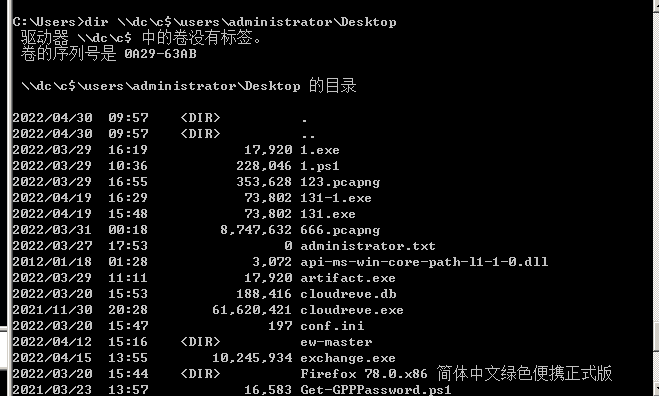 C:\Users>dir \\dc\c$\users\administrator\Desktop
驱动器 \\dc\c$ 中的卷没有标签。
卷的序列号是 0A29-63AB
\\dc\c$\users\administrator\Desktop 的目录
2022/04/30  09:57    <DIR>          .
2022/04/30  09:57    <DIR>          ..
2022/03/29  16:19            17,920 1.exe
2022/03/29  10:36           228,046 1.ps1
2022/03/29  16:55           353,628 123.pcapng
2022/04/19  16:29            73,802 131-1.exe
2022/04/19  15:48            73,802 131.exe
2022/03/31  00:18         8,747,632 666.pcapng
2022/03/27  17:53                 0 administrator.txt
2012/01/18  01:28             3,072 api-ms-win-core-path-l1-1-0.dll
2022/03/29  11:11            17,920 artifact.exe
2022/03/20  15:53           188,416 cloudreve.db
2021/11/30  20:28        61,620,421 cloudreve.exe
2022/03/20  15:47               197 conf.ini
2022/04/12  15:16    <DIR>          ew-master
2022/04/15  13:55        10,245,934 exchange.exe
2022/03/20  15:44    <DIR>          Firefox 78.0.x86 简体中文绿色便携正式版
2021/03/23  13:57            16,583 Get-GPPPassword.ps1